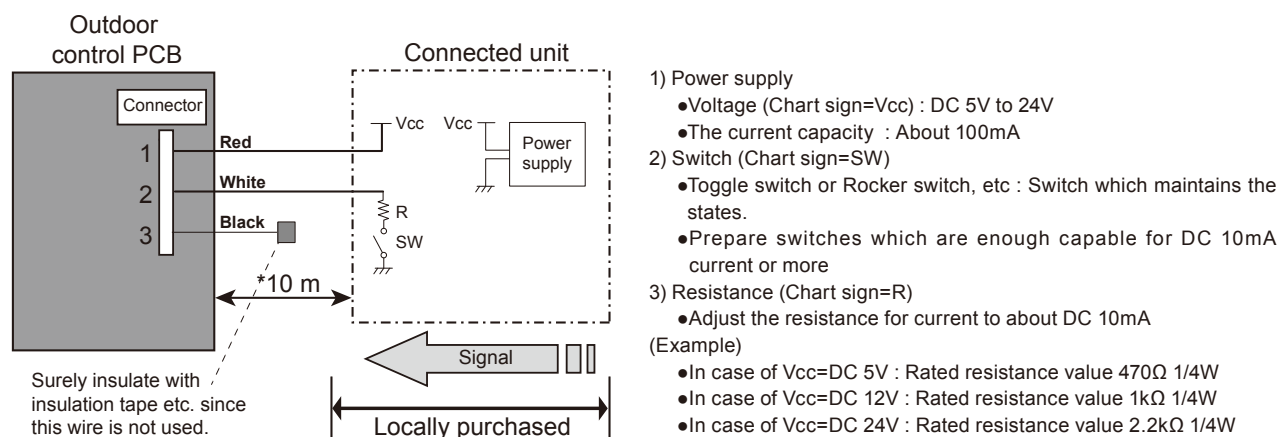 Outdoor
control PCB
Connected unit
Connector
1
2
3
Red
White
Black
Vcc
Vcc
Power
supply
R
SW
*10 m
Signal
Locally purchased
Surely insulate with
insulation tape etc. since
this wire is not used.
1) Power supply
●Voltage (Chart sign=Vcc) : DC 5V to 24V
●The current capacity : About 100mA
2) Switch (Chart sign=SW)
●Toggle switch or Rocker switch, etc : Switch which maintains the
states.
●Prepare switches which are enough capable for DC 10mA
current or more
3) Resistance (Chart sign=R)
●Adjust the resistance for current to about DC 10mA
(Example)
●In case of Vcc=DC 5V : Rated resistance value 470Ω 1/4W
●In case of Vcc=DC 12V : Rated resistance value 1kΩ 1/4W
●In case of Vcc=DC 24V : Rated resistance value 2.2kΩ 1/4W